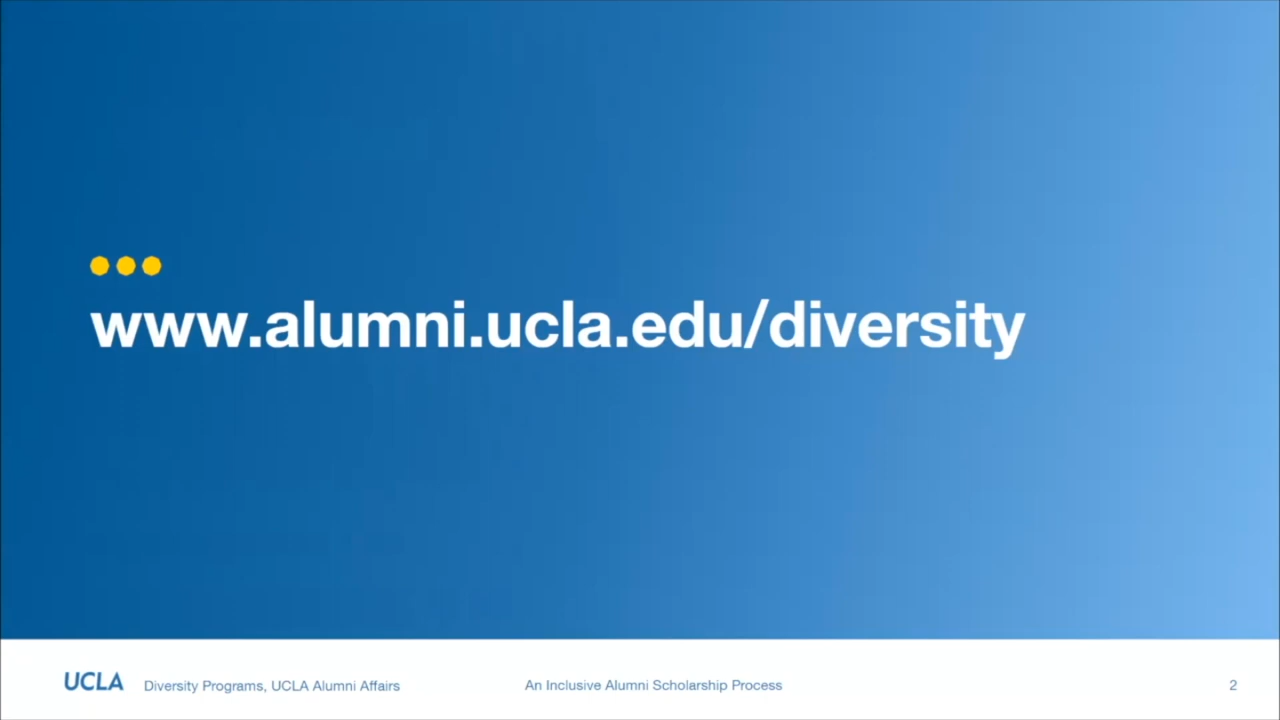 www.alumni.ucla.edu/diversity
UCLA Diversity Programs, UCLA Alumni Affairs An Inclusive Alumni Scholarship Process 2